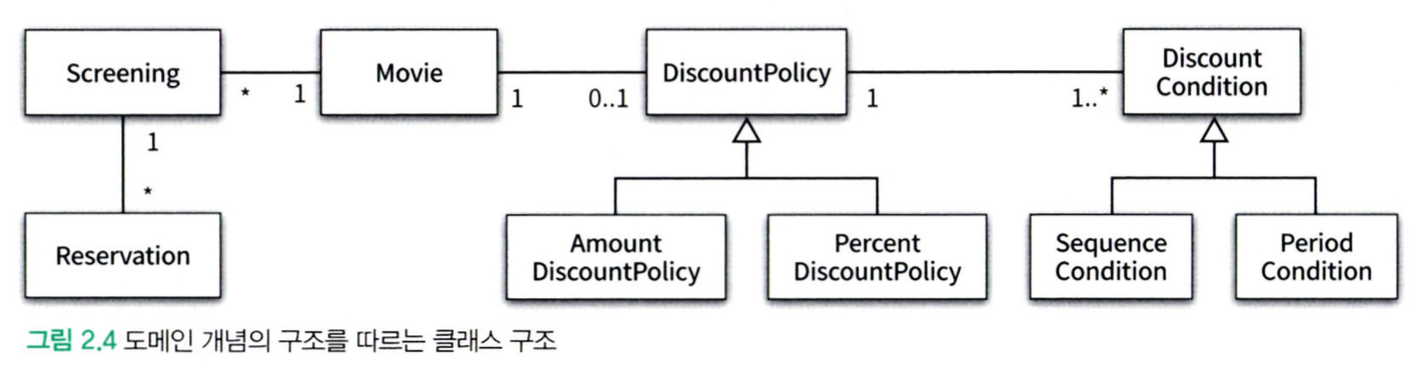 Screening
Movie
DiscountPolicy
Discount
Condition
* 1
1 0..1
1 1..*
1
*
Reservation
Amount
DiscountPolicy
Percent
DiscountPolicy
Sequence
Condition
Period
Condition
그림 2.4 도메인 개념의 구조를 따르는 클래스 구조